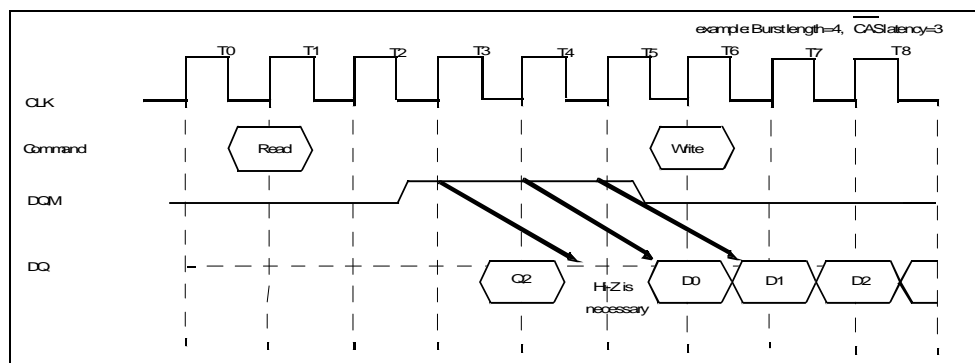 example: Burst length=4, CAS latency=3
T0 T1 T2 T3 T4 T5 T6 T7 T8
CLK
Command Read Write
DQM
DQ Q2 D0 D1 D2
Hi-Z is
necessary